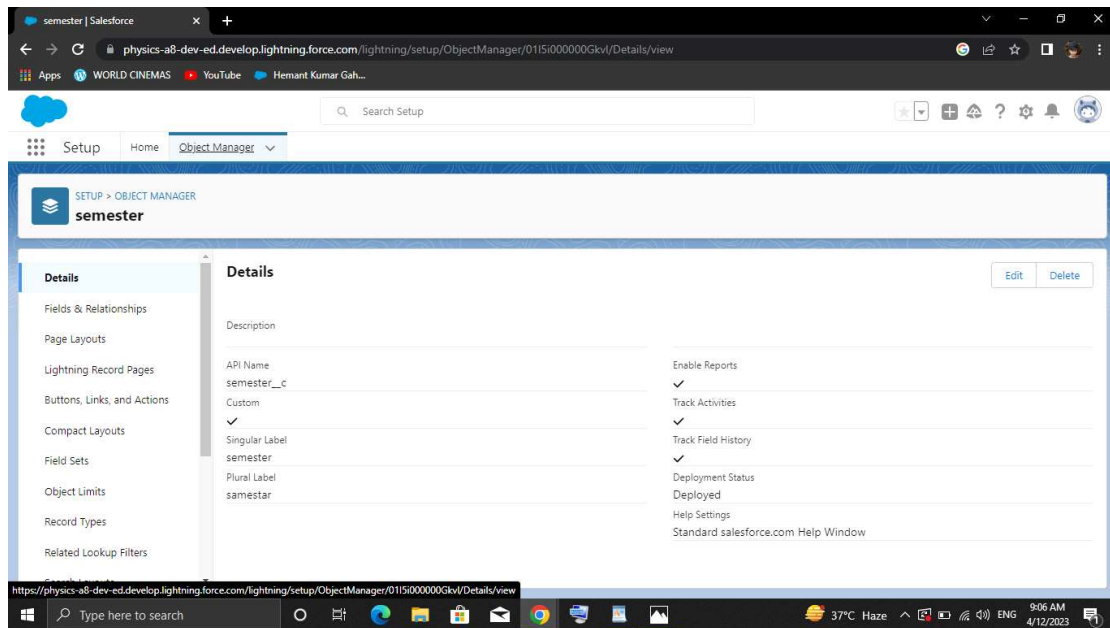 semester | Salesforce
physics-a8-dev-ed.develop.lightning.force.com/lightning/setup/ObjectManager/01I5i000000Gkvl/Details/view
Apps WORLD CINEMAS YouTube Hemant Kumar Gah...
Search Setup
Setup Home Object Manager
SETUP > OBJECT MANAGER
semester
Details
Fields & Relationships
Page Layouts
Lightning Record Pages
Buttons, Links, and Actions
Compact Layouts
Field Sets
Object Limits
Record Types
Related Lookup Filters
Search Layouts
Details
Edit Delete
Description
API Name
semester__c
Custom
Singular Label
semester
Plural Label
samestar
Enable Reports
Track Activities
Track Field History
Deployment Status
Deployed
Help Settings
Standard salesforce.com Help Window
https://physics-a8-dev-ed.develop.lightning.force.com/lightning/setup/ObjectManager/01I5i000000Gkvl/Details/view
Type here to search
37°C Haze
ENG
9:06 AM
4/12/2023